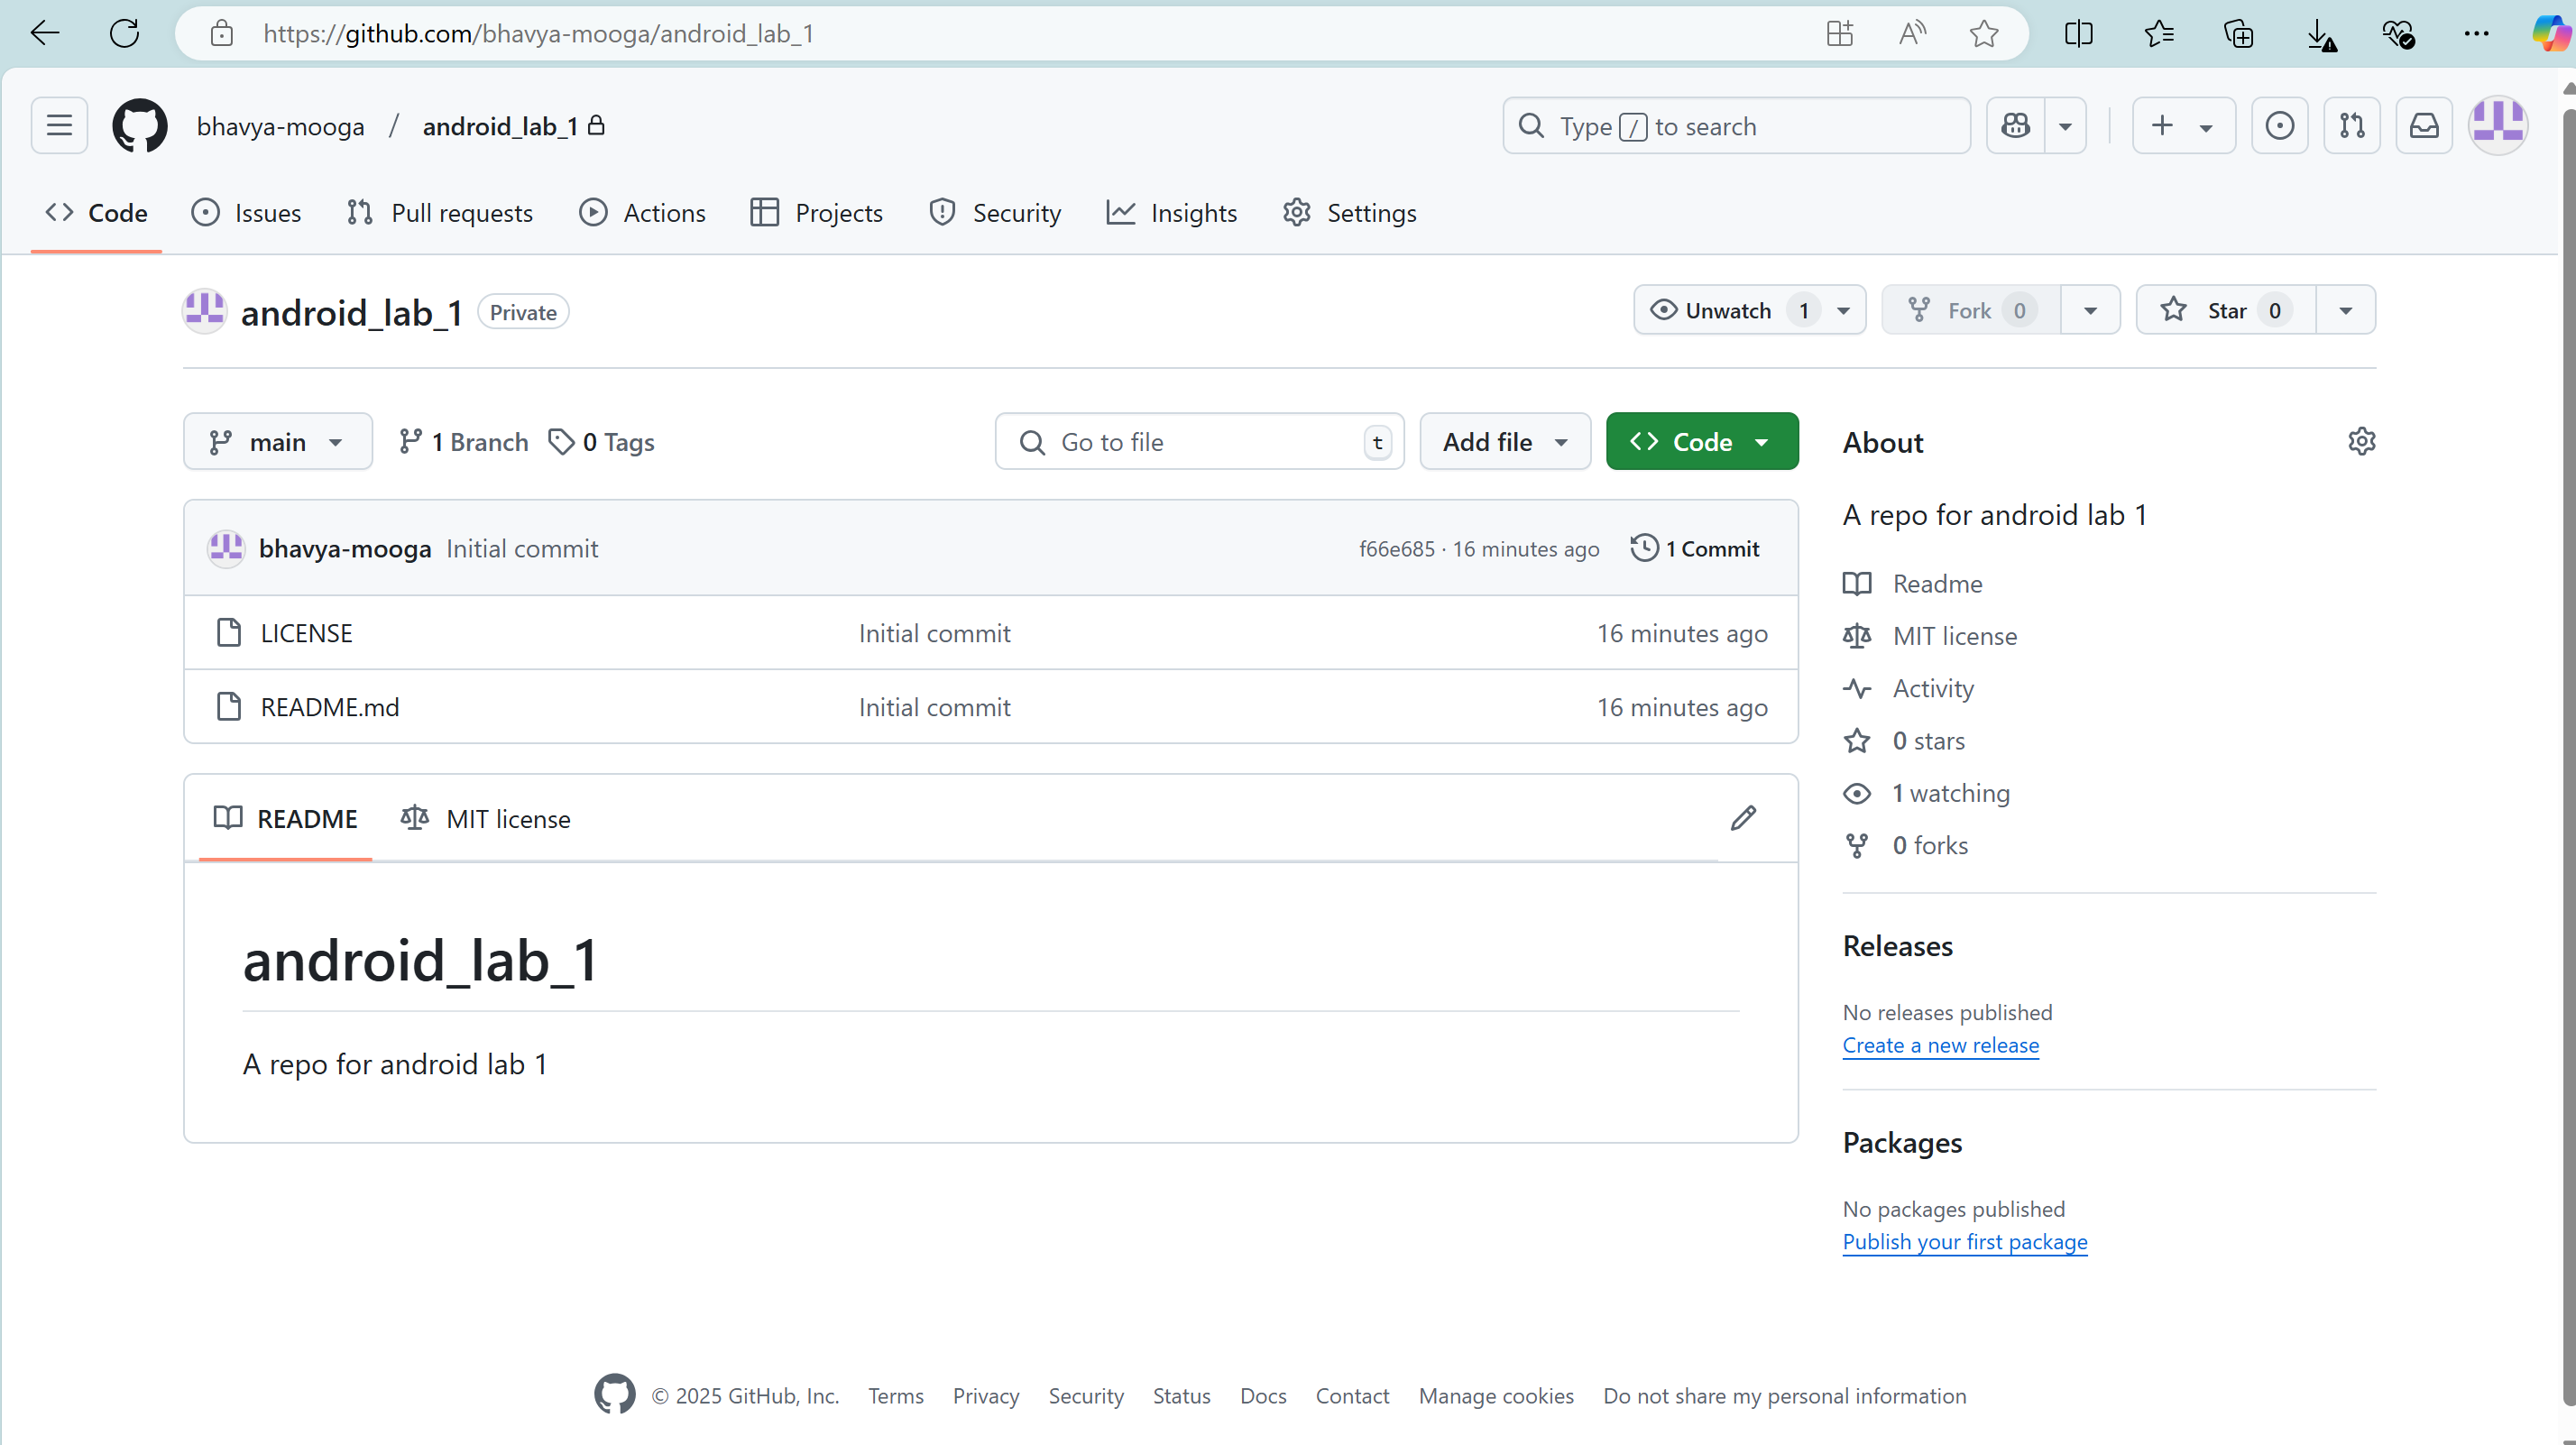 https://github.com/bhavya-mooga/android_lab_1
bhavya-mooga / android_lab_1
Type / to search
Code Issues Pull requests Actions Projects Security Insights Settings
android_lab_1 Private
Unwatch 1 Fork 0 Star 0
main 1 Branch 0 Tags Go to file t Add file Code
bhavya-mooga Initial commit f66e685 · 16 minutes ago 1 Commit
LICENSE Initial commit 16 minutes ago
README.md Initial commit 16 minutes ago
README MIT license
android_lab_1
A repo for android lab 1
About
A repo for android lab 1
Readme
MIT license
Activity
0 stars
1 watching
0 forks
Releases
No releases published
Create a new release
Packages
No packages published
Publish your first package
© 2025 GitHub, Inc. Terms Privacy Security Status Docs Contact Manage cookies Do not share my personal information